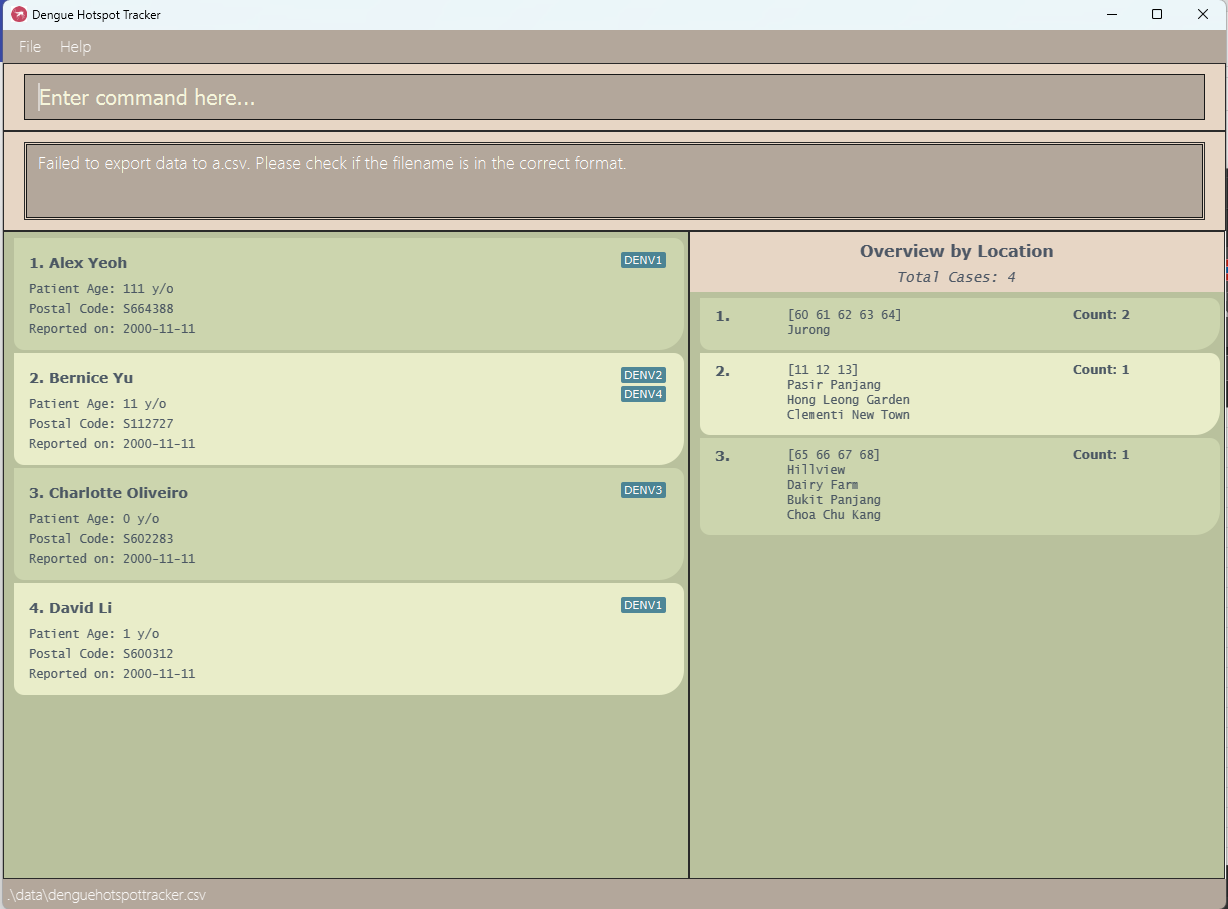 Dengue Hotspot Tracker
File Help
Enter command here...
Failed to export data to a.csv. Please check if the filename is in the correct format.
1. Alex Yeoh
DENV1
Patient Age: 111 y/o
Postal Code: S664388
Reported on: 2000-11-11
2. Bernice Yu
DENV2
DENV4
Patient Age: 11 y/o
Postal Code: S112727
Reported on: 2000-11-11
3. Charlotte Oliveiro
DENV3
Patient Age: 0 y/o
Postal Code: S602283
Reported on: 2000-11-11
4. David Li
DENV1
Patient Age: 1 y/o
Postal Code: S600312
Reported on: 2000-11-11
Overview by Location
Total Cases: 4
1. [60 61 62 63 64] Count: 2
Jurong
2. [11 12 13] Count: 1
Pasir Panjang
Hong Leong Garden
Clementi New Town
3. [65 66 67 68] Count: 1
Hillview
Dairy Farm
Bukit Panjang
Choa Chu Kang
.\data\denguehotspottracker.csv